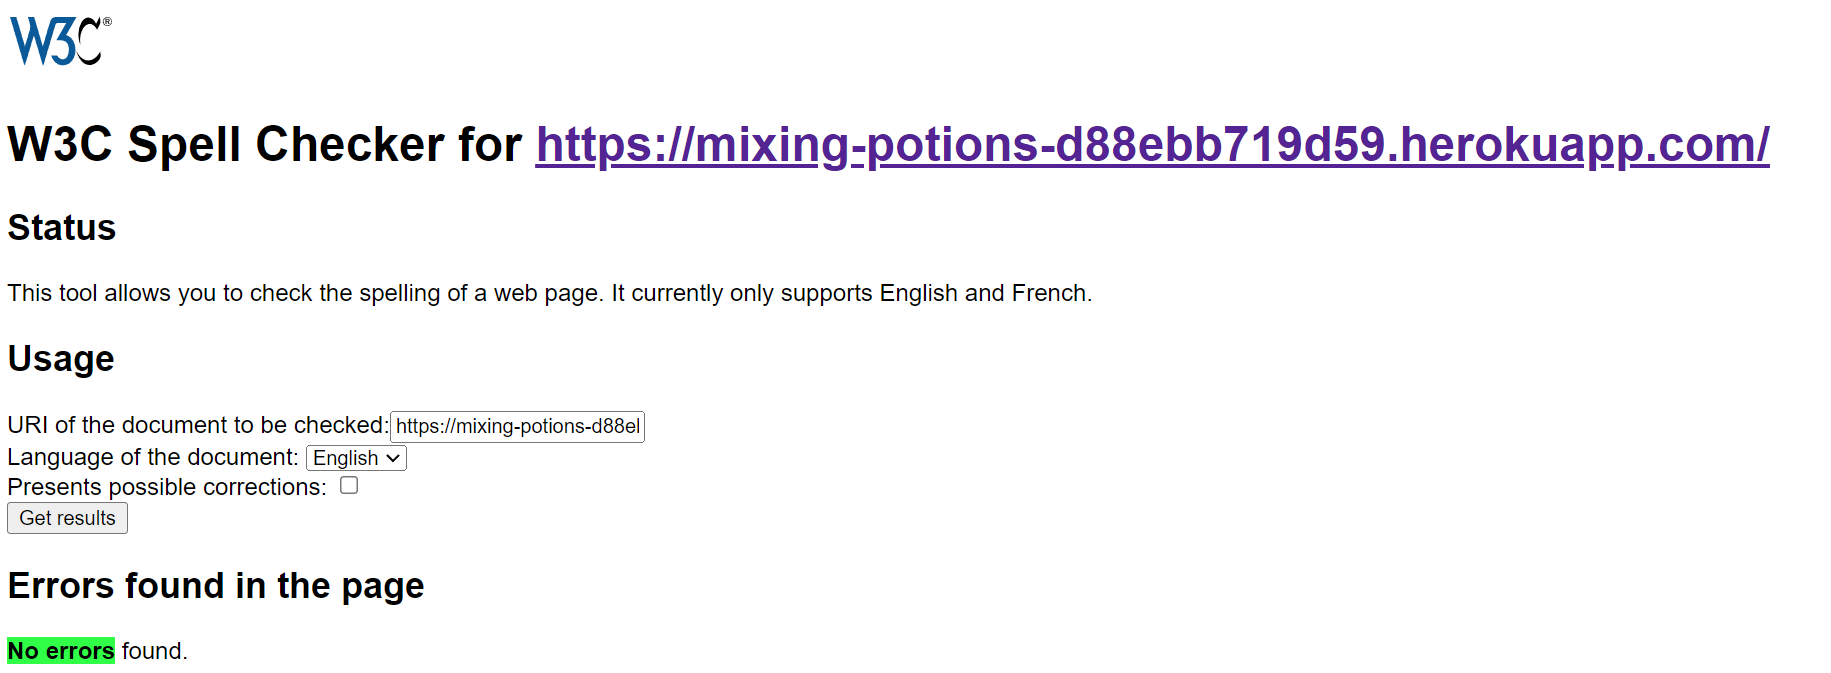 W3C®
W3C Spell Checker for https://mixing-potions-d88ebb719d59.herokuapp.com/
Status
This tool allows you to check the spelling of a web page. It currently only supports English and French.
Usage
URI of the document to be checked: https://mixing-potions-d88el
Language of the document: English
Presents possible corrections:
Get results
Errors found in the page
No errors found.